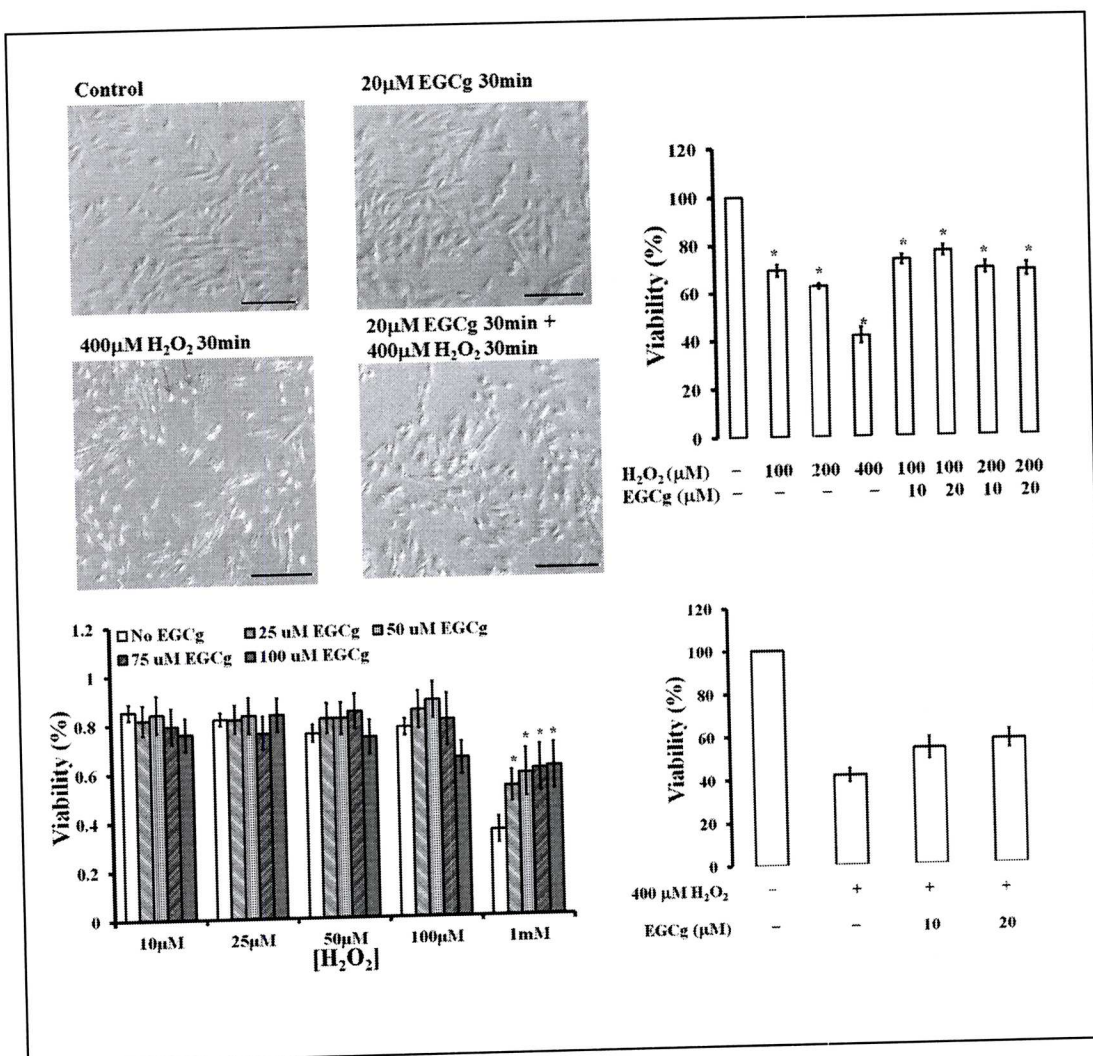 Control
20μM EGCg 30min
400μM H₂O₂ 30min
20μM EGCg 30min +
400μM H₂O₂ 30min
120
100
80
60
40
20
0
Viability (%)
H₂O₂ (μM) – 100 200 400 100 100 200 200
EGCg (μM) – – – – 10 20 10 20
* * * * * * *
1.2
1
0.8
0.6
0.4
0.2
0
Viability (%)
No EGCg 25 uM EGCg 50 uM EGCg
75 uM EGCg 100 uM EGCg
* * * *
10μM 25μM 50μM 100μM 1mM
[H₂O₂]
120
100
80
60
40
20
0
Viability (%)
400 μM H₂O₂ – + + +
EGCg (μM) – – 10 20